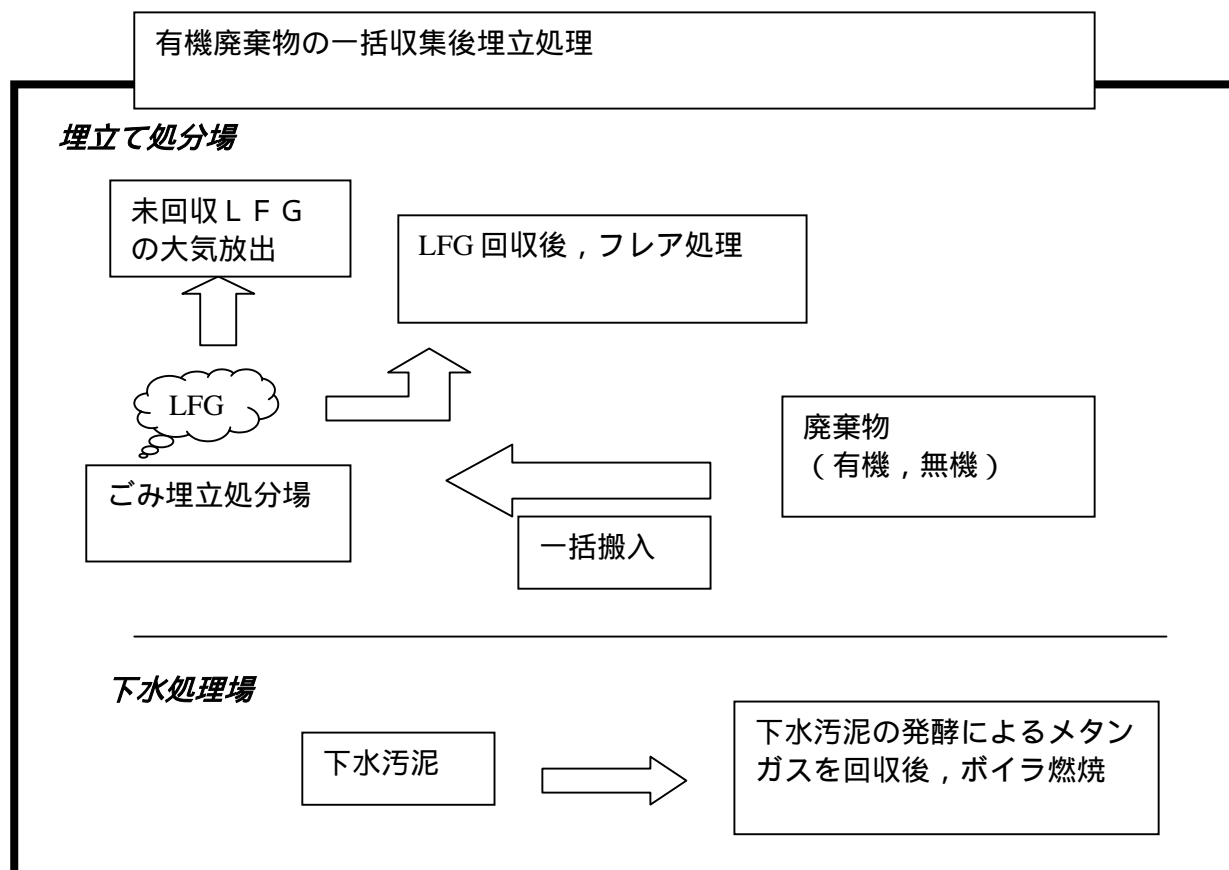 有機廃棄物の一括収集後埋立処理
埋立て処分場
未回収ＬＦＧ
の大気放出
LFG 回収後，フレア処理
LFG
廃棄物
（有機，無機）
ごみ埋立処分場
一括搬入
下水処理場
下水汚泥
下水汚泥の発酵によるメタン
ガスを回収後，ボイラ燃焼